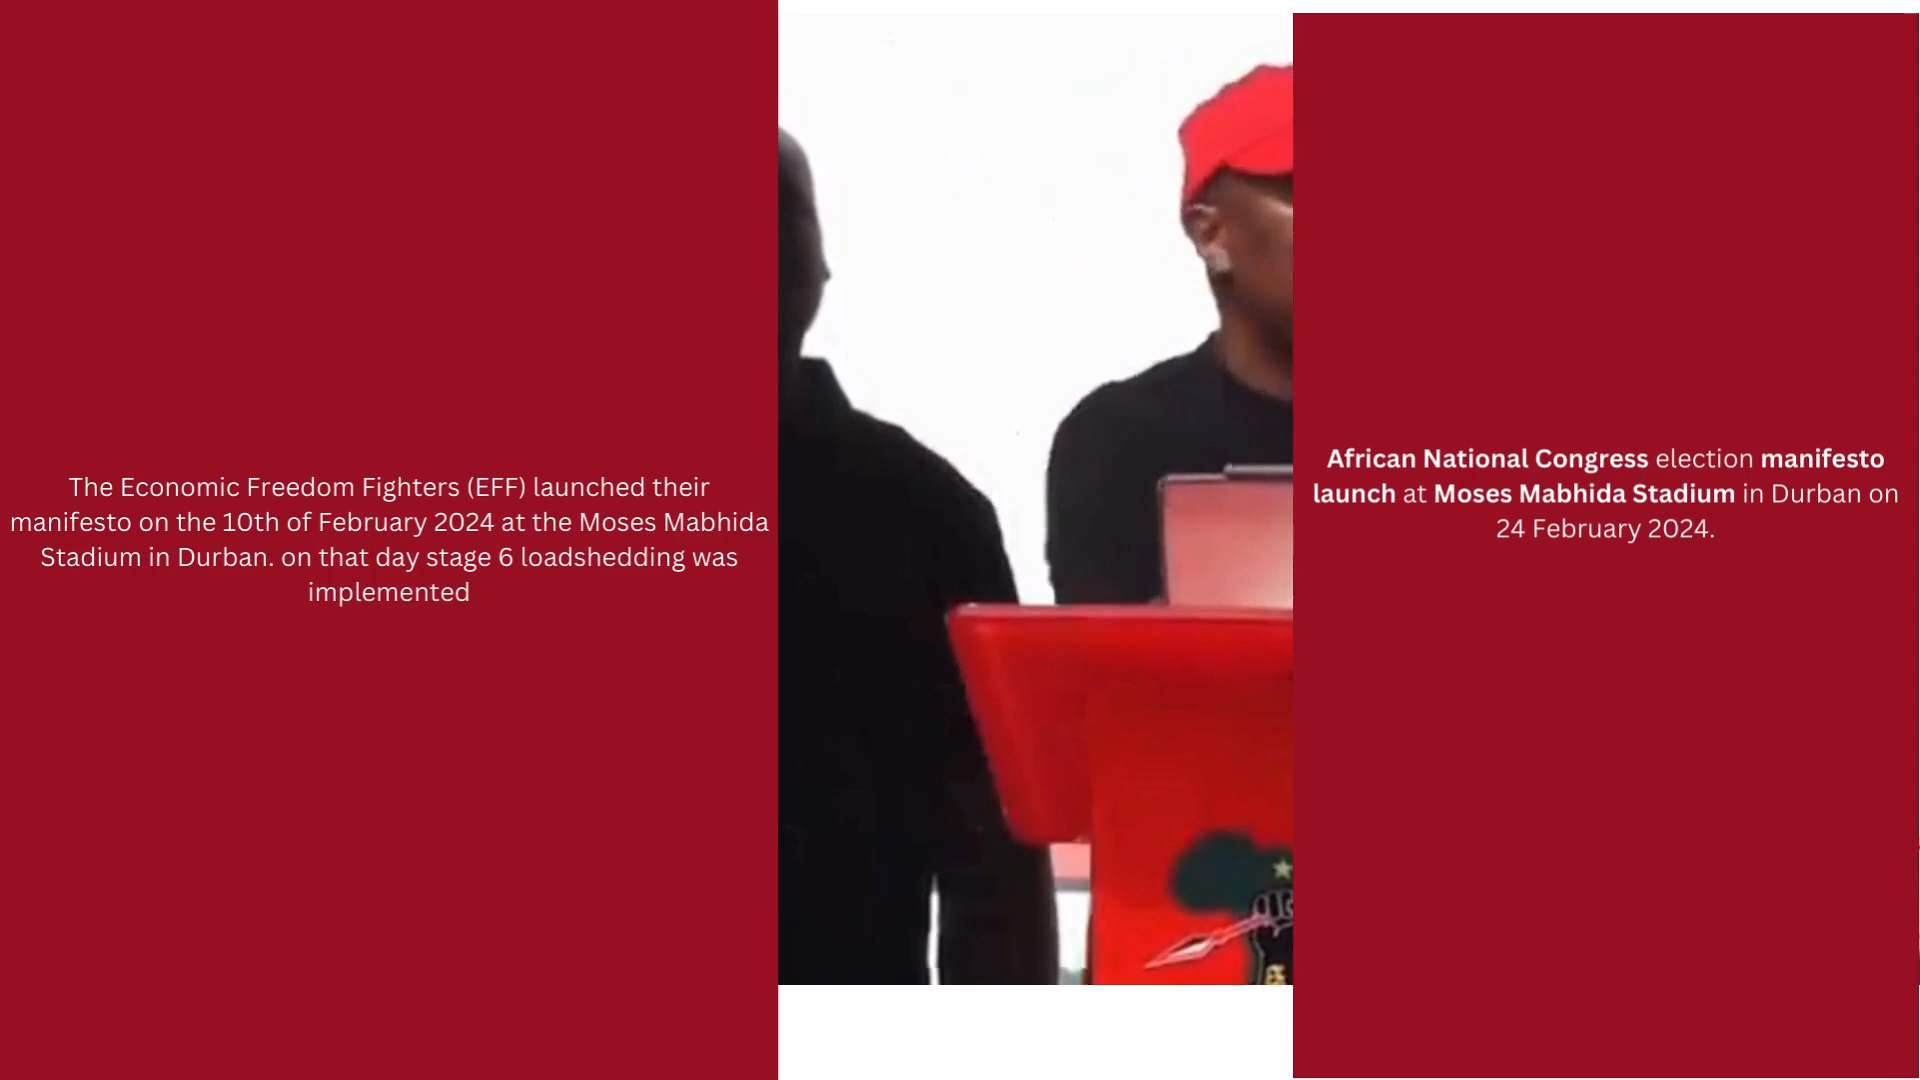 The Economic Freedom Fighters (EFF) launched their
manifesto on the 10th of February 2024 at the Moses Mabhida
Stadium in Durban. on that day stage 6 loadshedding was
implemented
African National Congress election manifesto
launch at Moses Mabhida Stadium in Durban on
24 February 2024.